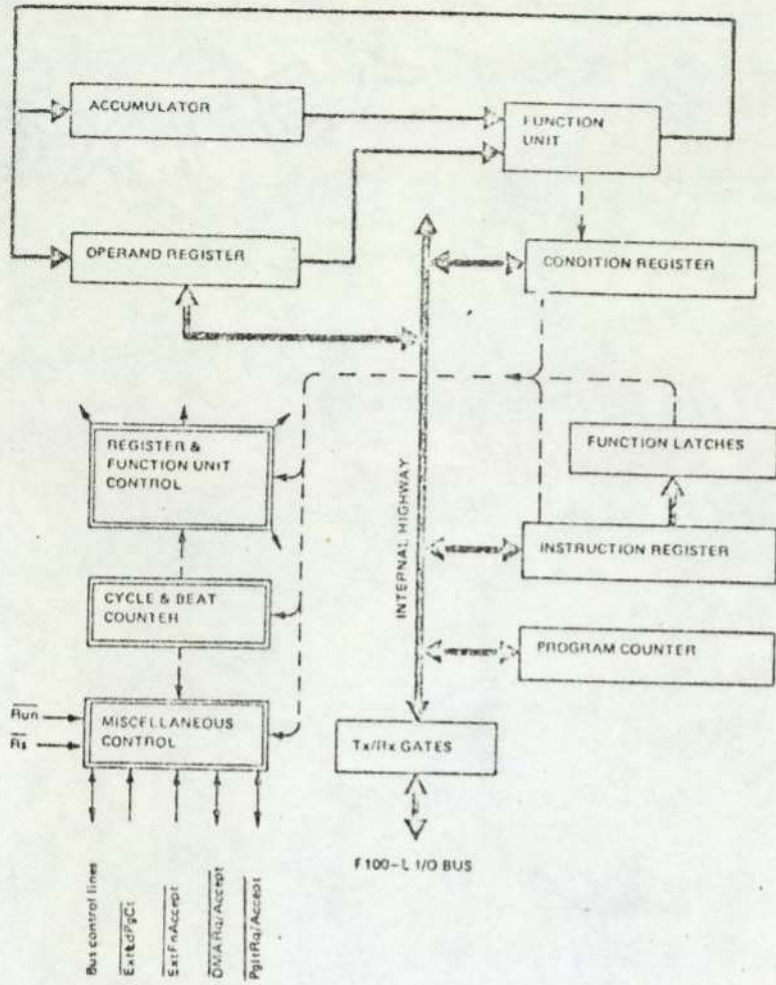 ACCUMULATOR
FUNCTION
UNIT
OPERAND REGISTER
CONDITION REGISTER
REGISTER &
FUNCTION UNIT
CONTROL
FUNCTION LATCHES
INTERNAL HIGHWAY
INSTRUCTION REGISTER
CYCLE & BEAT
COUNTER
PROGRAM COUNTER
Run
Rs
MISCELLANEOUS
CONTROL
Tx/Rx GATES
F100-L I/O BUS
Bus control lines
ExtLdPgCt
ExtFnAccept
DMARq/Accept
PgItRq/Accept